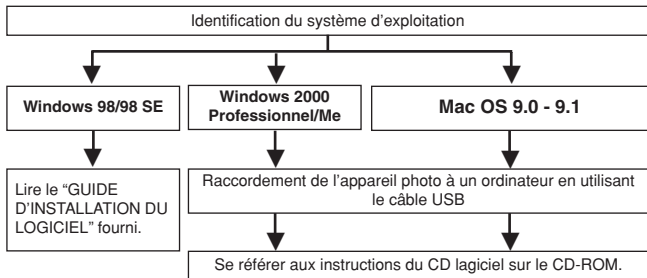 Identification du système d'exploitation
Windows 98/98 SE
Windows 2000
Professionnel/Me
Mac OS 9.0 - 9.1
Lire le “GUIDE
D'INSTALLATION DU
LOGICIEL” fourni.
Raccordement de l'appareil photo à un ordinateur en utilisant
le câble USB
Se référer aux instructions du CD lagiciel sur le CD-ROM.